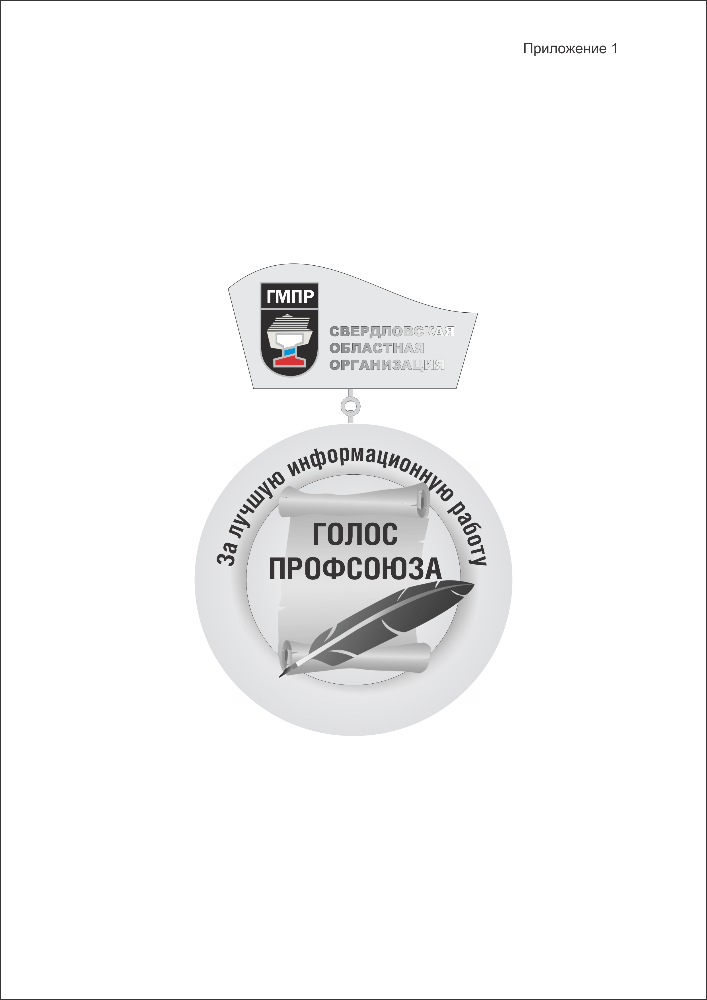 Приложение 1
ГМПР
СВЕРДЛОВСКАЯ
ОБЛАСТНАЯ
ОРГАНИЗАЦИЯ
За лучшую информационную работу
ГОЛОС
ПРОФСОЮЗА